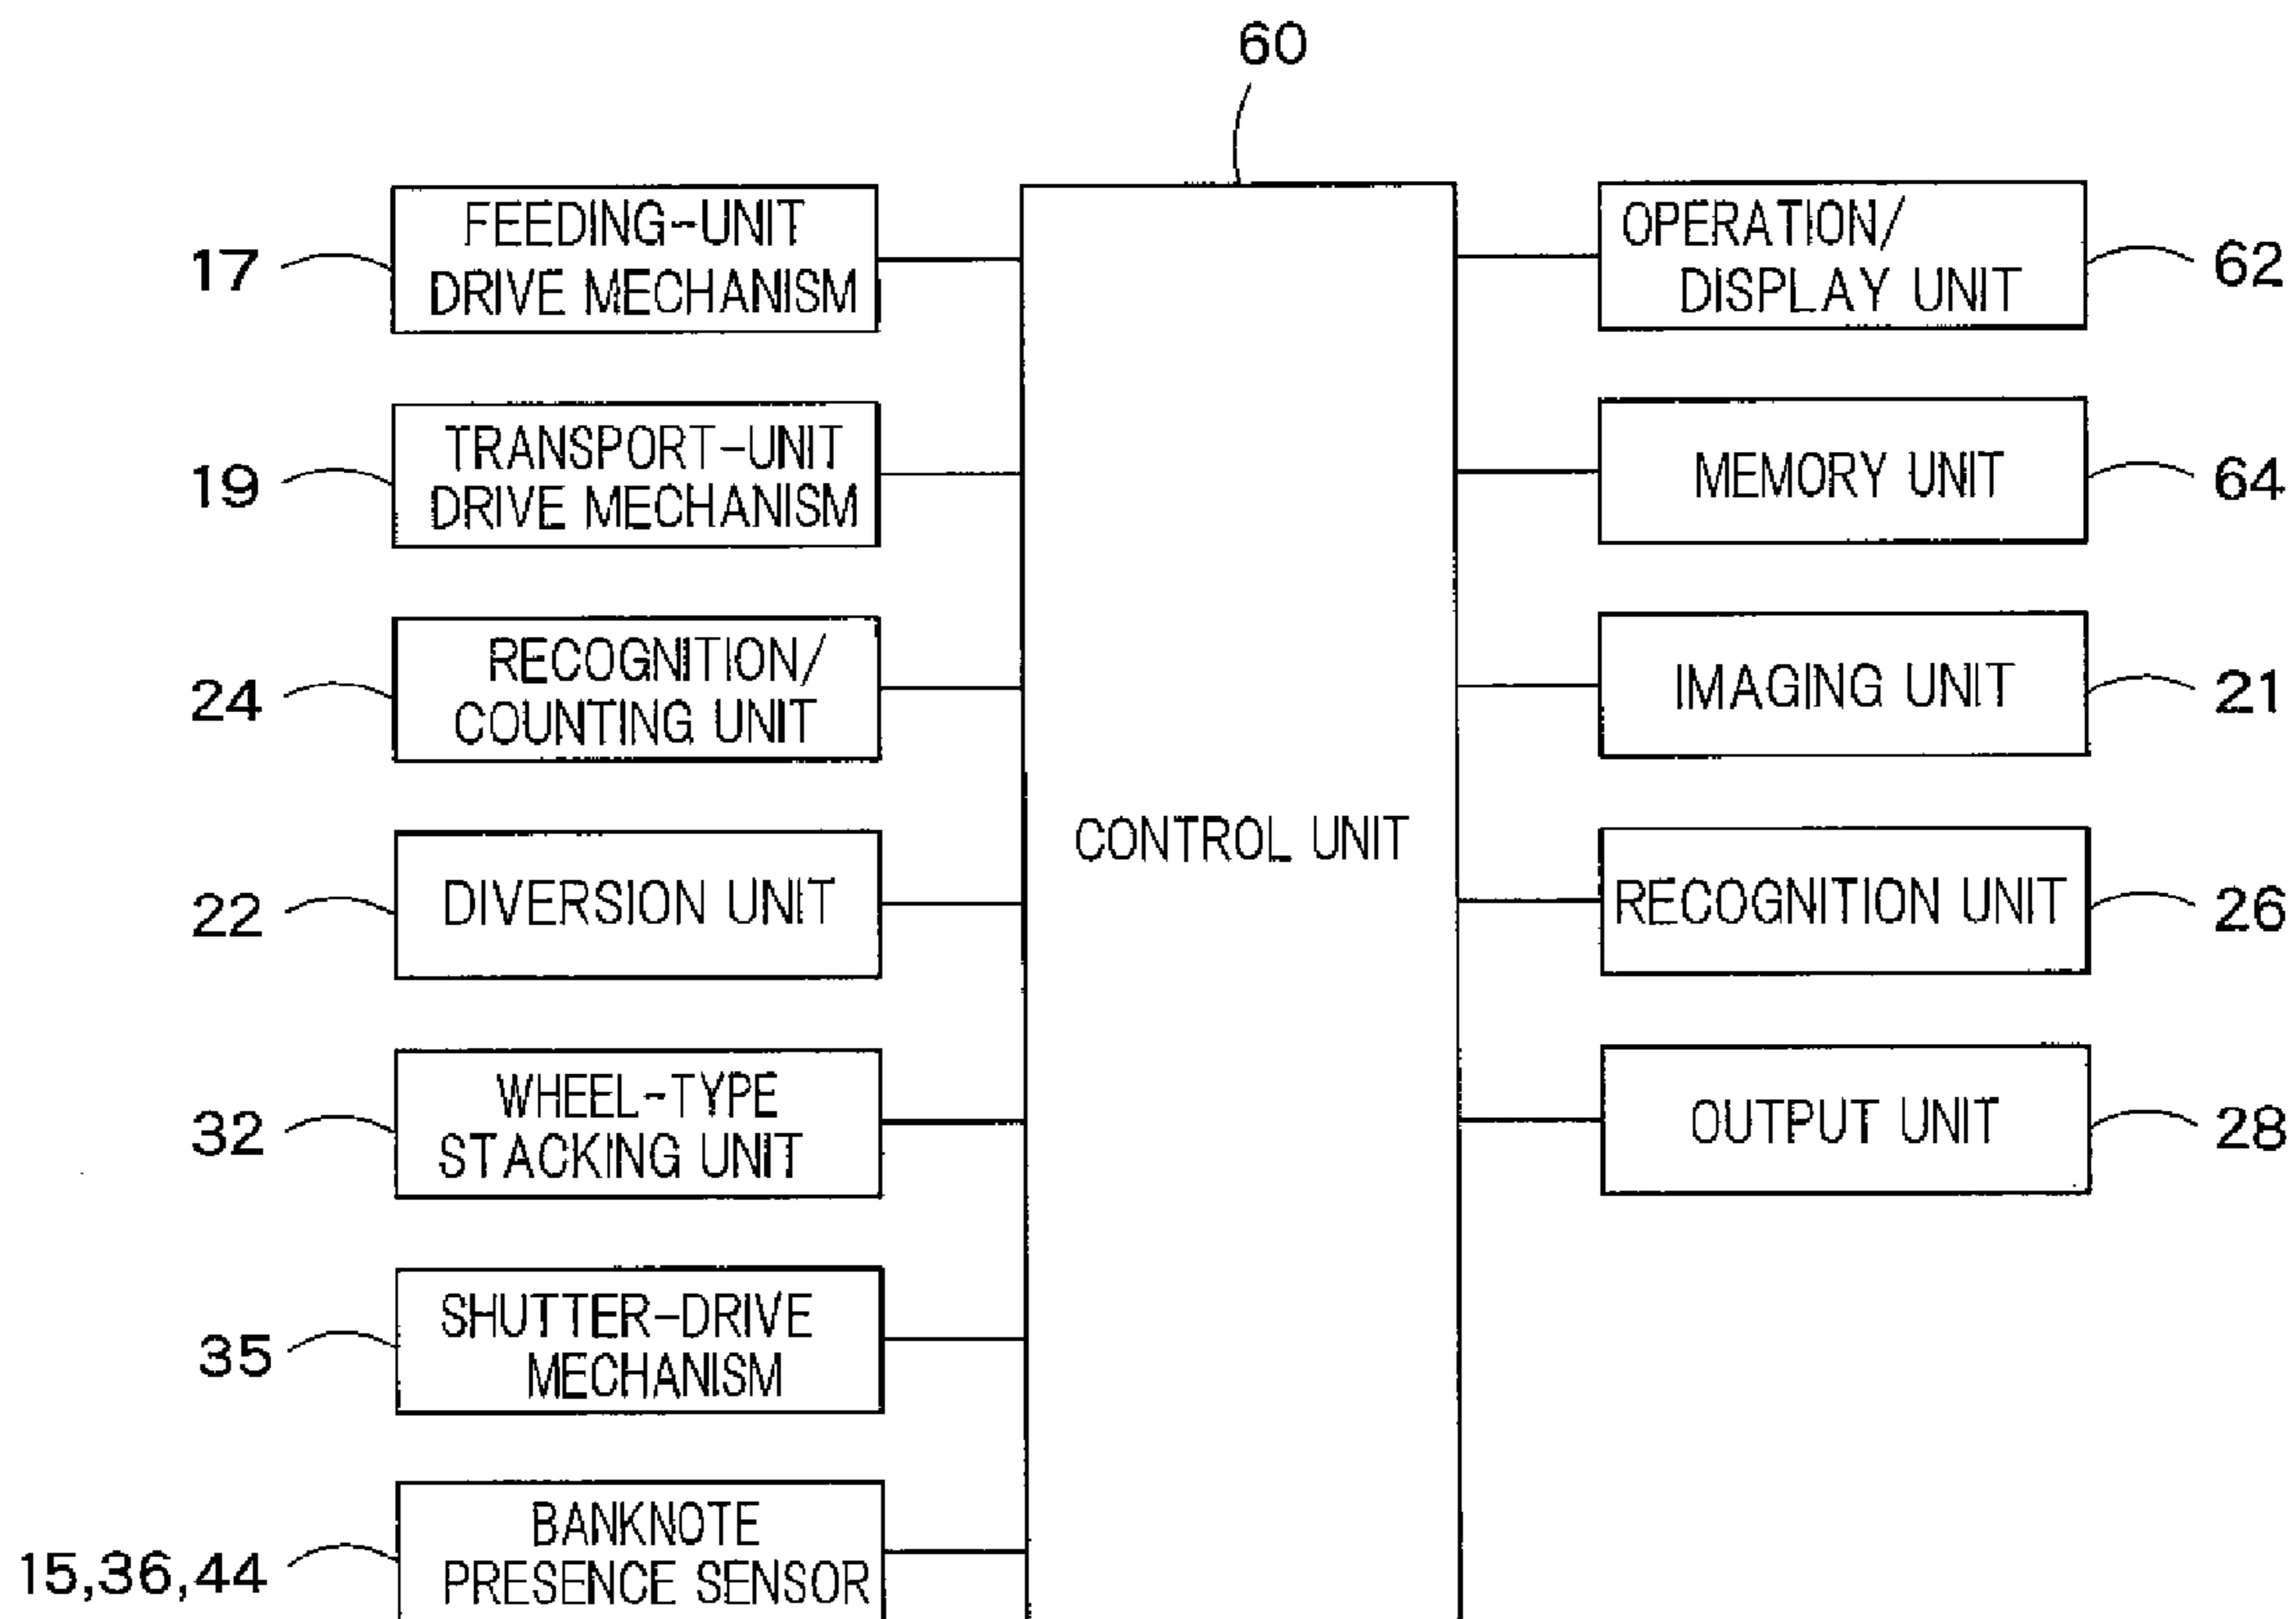 60
17
FEEDING-UNIT
DRIVE MECHANISM
19
TRANSPORT-UNIT
DRIVE MECHANISM
24
RECOGNITION/
COUNTING UNIT
22
DIVERSION UNIT
32
WHEEL-TYPE
STACKING UNIT
35
SHUTTER-DRIVE
MECHANISM
15,36,44
BANKNOTE
PRESENCE SENSOR
CONTROL UNIT
OPERATION/
DISPLAY UNIT
62
MEMORY UNIT
64
IMAGING UNIT
21
RECOGNITION UNIT
26
OUTPUT UNIT
28